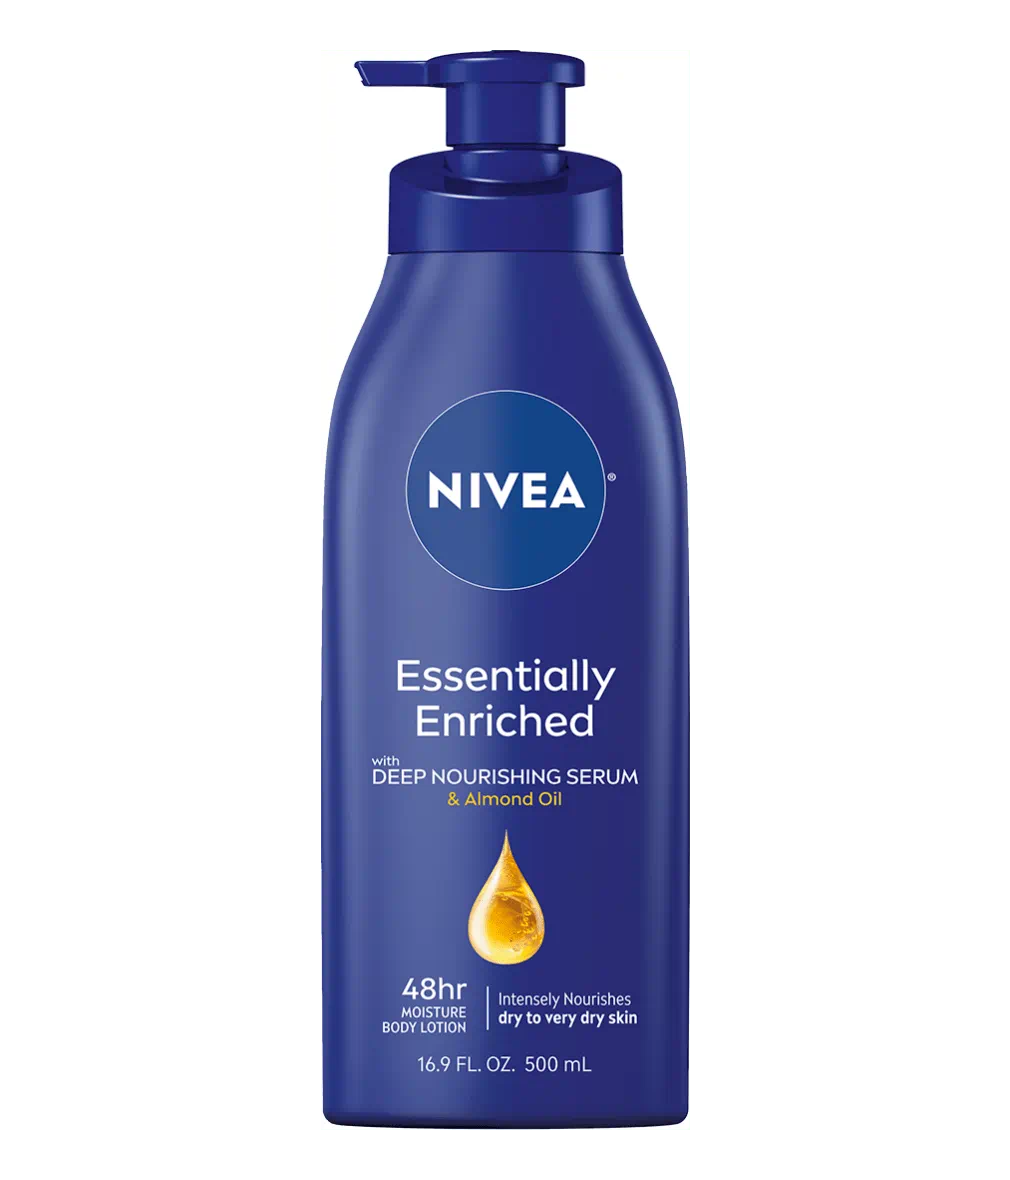 NIVEA®
Essentially
Enriched
with
DEEP NOURISHING SERUM
& Almond Oil
48hr
MOISTURE
BODY LOTION
Intensely Nourishes
dry to very dry skin
16.9 FL. OZ. 500 mL